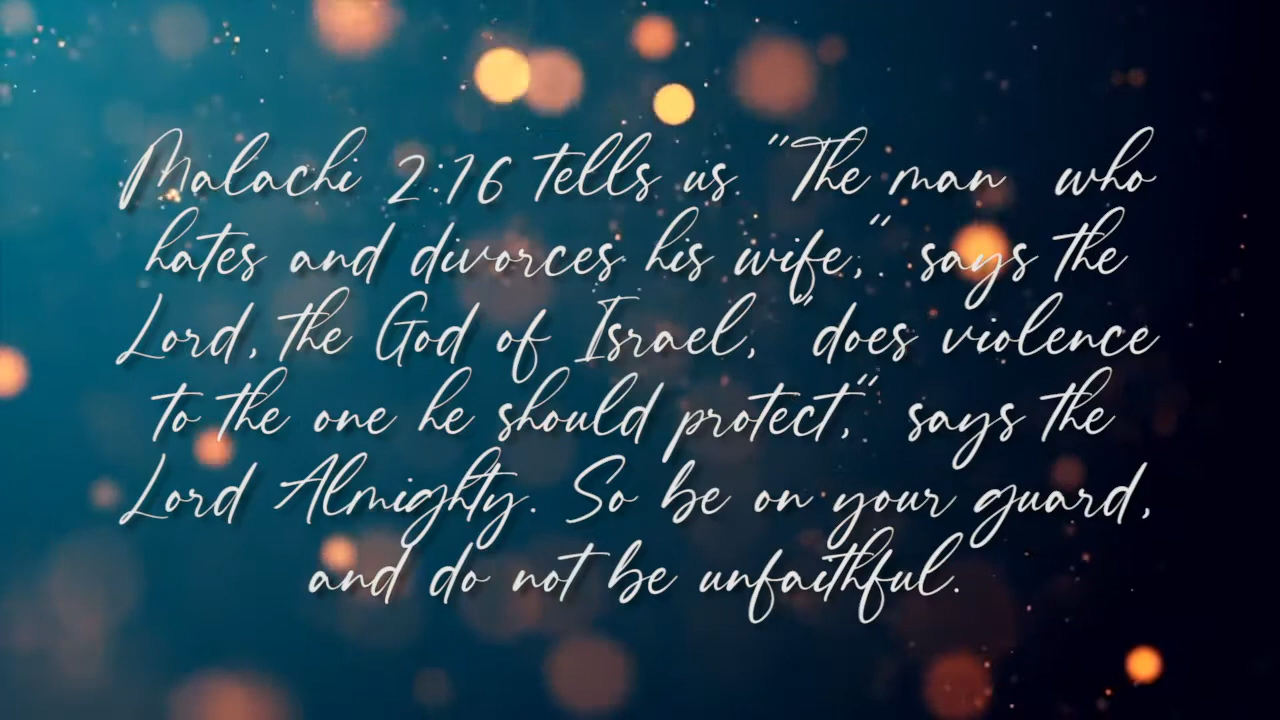 Malachi 2:16 tells us. "The man who
hates and divorces his wife," says the
Lord, the God of Israel, "does violence
to the one he should protect," says the
Lord Almighty. So be on your guard,
and do not be unfaithful.